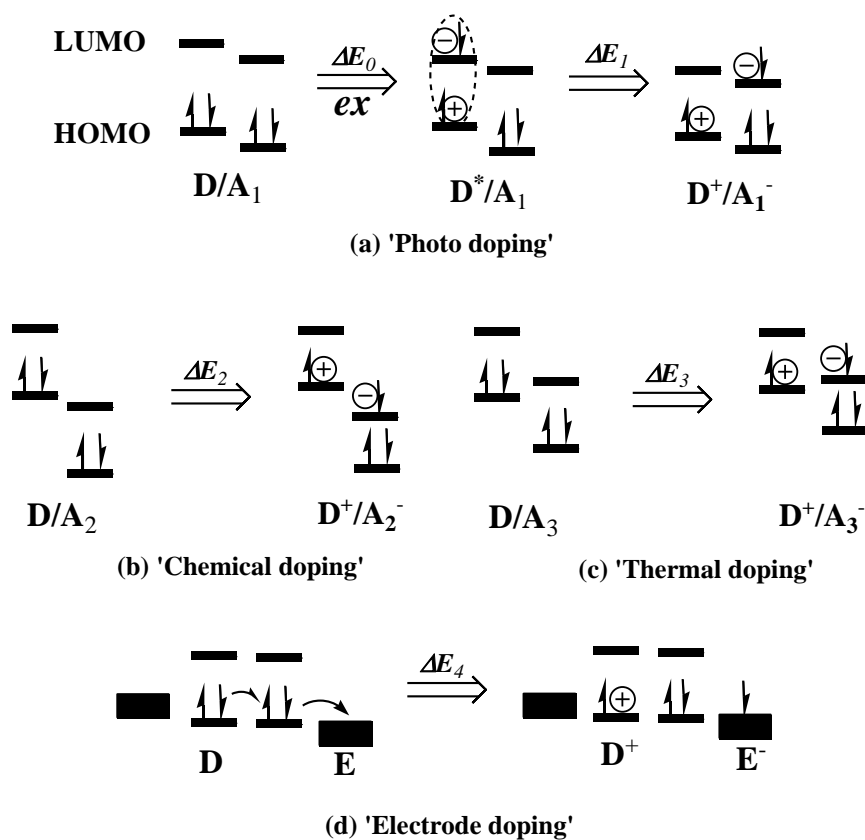 LUMO
ΔE₀
ΔE₁
HOMO
ex
D/A₁
D*/A₁
D⁺/A₁⁻
(a) 'Photo doping'
ΔE₂
ΔE₃
D/A₂
D⁺/A₂⁻
D/A₃
D⁺/A₃⁻
(b) 'Chemical doping'
(c) 'Thermal doping'
ΔE₄
D
E
D⁺
E⁻
(d) 'Electrode doping'